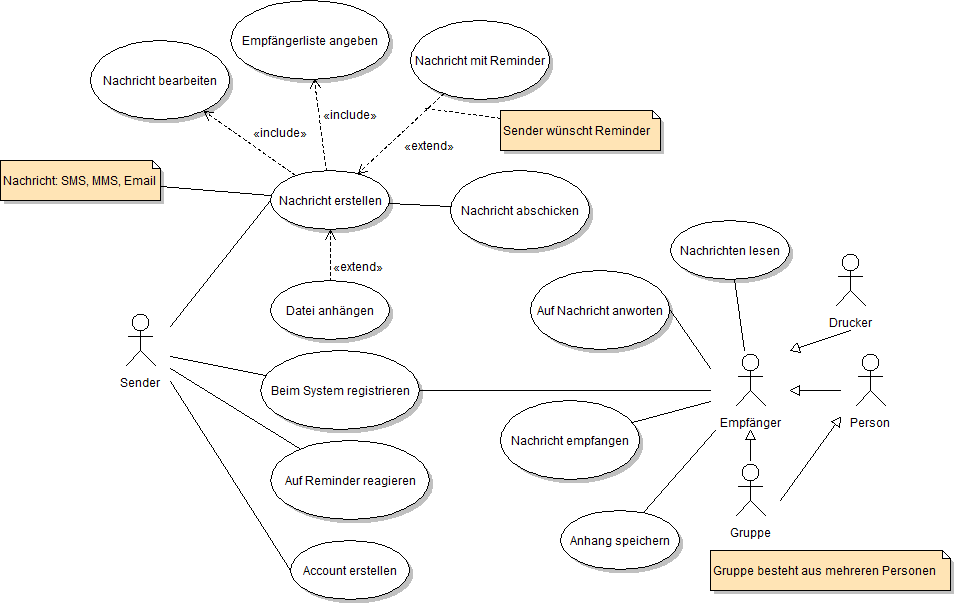 Empfängerliste angeben
Nachricht mit Reminder
Nachricht bearbeiten
«include»
«include»
Sender wünscht Reminder
«extend»
Nachricht: SMS, MMS, Email
Nachricht erstellen
Nachricht abschicken
Nachrichten lesen
«extend»
Datei anhängen
Auf Nachricht anworten
Drucker
Sender
Beim System registrieren
Empfänger
Person
Nachricht empfangen
Auf Reminder reagieren
Gruppe
Anhang speichern
Account erstellen
Gruppe besteht aus mehreren Personen